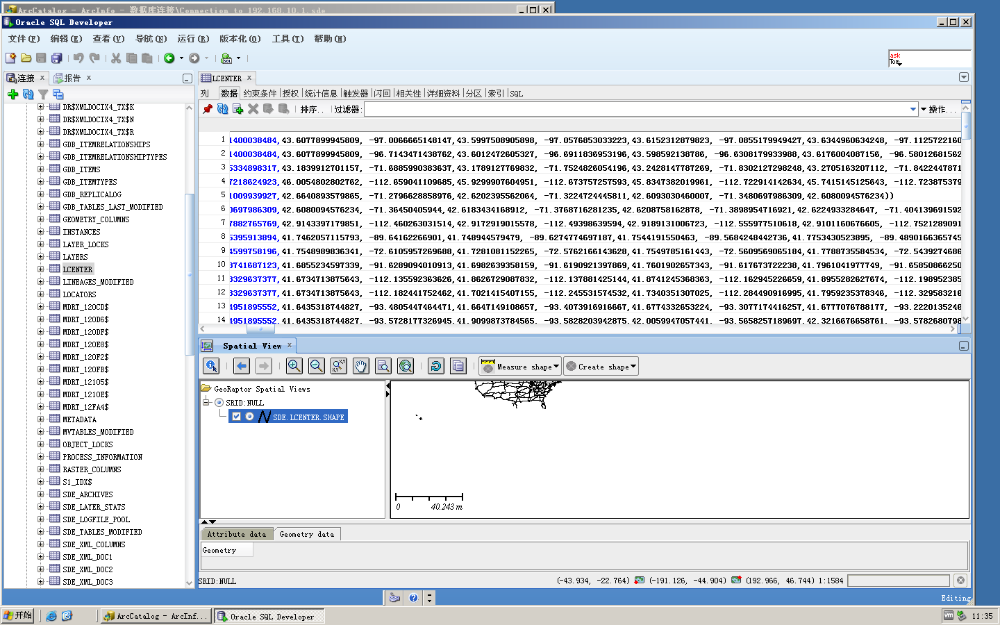 ArcCatalog - ArcInfo - 数据库连接\Connection to 192.168.10.1.sde
Oracle SQL Developer
文件(F) 编辑(E) 查看(V) 导航(N) 运行(R) 版本化(O) 工具(T) 帮助(H)
ask
Tom
连接 x 报告 x
LCENTER x
列 数据 约束条件 授权 统计信息 触发器 闪回 相关性 详细资料 分区 索引 SQL
排序.. 过滤器: 操作...
DR$XMLDOCIX4_TX$K
DR$XMLDOCIX4_TX$N
DR$XMLDOCIX4_TX$R
GDB_ITEMRELATIONSHIPS
GDB_ITEMRELATIONSHIPTYPES
GDB_ITEMS
GDB_ITEMTYPES
GDB_REPLICALOG
GDB_TABLES_LAST_MODIFIED
GEOMETRY_COLUMNS
INSTANCES
LAYER_LOCKS
LAYERS
LCENTER
LINEAGES_MODIFIED
LOCATORS
MDRT_120CD$
MDRT_120D6$
MDRT_120DF$
MDRT_120E8$
MDRT_120F2$
MDRT_120FB$
MDRT_12105$
MDRT_1210E$
MDRT_12FA4$
METADATA
MVTABLES_MODIFIED
OBJECT_LOCKS
PROCESS_INFORMATION
RASTER_COLUMNS
S1_IDX$
SDE_ARCHIVES
SDE_LAYER_STATS
SDE_LOGFILE_POOL
SDE_TABLES_MODIFIED
SDE_XML_COLUMNS
SDE_XML_DOC1
SDE_XML_DOC2
SDE_XML_DOC3
1 1400038484,43.6077899945809, -97.0066665148147,43.5997508905898, -97.0576853033223,43.6152312879823, -97.0855179949427,43.6344960634248, -97.1125722160
2 1400038484,43.6077899945809, -96.7143471438762,43.6012472605327, -96.6911836953196,43.598592138786, -96.6308179933968,43.6176004087156, -96.5801268156​2
3 5334898317,43.1839912701157, -71.6885990383637,43.1789127769832, -71.7524826054196,43.2428147787269, -71.8302127298248,43.2705163207112, -71.8422447871
4 7218624923,46.0054802802762, -112.659041109685,45.9299907604951, -112.673757257593,45.8347382019961, -112.722914142634,45.7415145125643, -112.723875379
5 1009939927,42.6640893579865, -71.2796628858976,42.6202395562064, -71.3224724445811,42.6093030460007, -71.3480697986309,42.6080094576234))
6 0697986309,42.6080094576234, -71.36450405944,42.6183434168912, -71.3768716281235,42.62087581​62878, -71.3898954716921,42.6224933284647, -71.4041396915​92
7 7882765769,42.9143397179851, -112.460263031514,42.9172919015578, -112.49398639594,42.9189131006723, -112.555977510618,42.9101160676605, -112.7521289091
8 5395913894,41.7462057115793, -89.64162266901,41.748944579479, -89.6274774697187,41.7544191550463, -89.5684248442736,41.7753430523895, -89.4890166365745
9 4599758196,41.7548989836341, -72.6105957269688,41.7281081152265, -72.5762166143628,41.7549785161443, -72.5609569065184,41.7788735584534, -72.5439274686
10 3741687123,41.6855234597339, -91.6289094010913,41.6982639358159, -91.6190921397869,41.7601902657343, -91.617673722238,41.7961041977749, -91.658508662​50
11 3329637377,41.6734713875643, -112.135592363626,41.8626729087832, -112.137881425144,41.8741245368363, -112.162945226659,41.8955282627674, -112.198952385
12 3329637377,41.6734713875643, -112.182441752462,41.7021415407155, -112.245531574532,41.7340351307025, -112.284490916995,41.7959235378346, -112.329583216
13 4951895552,41.6435318744827, -93.4805447464471,41.6647149108657, -93.4073916916667,41.6774332653224, -93.3077174416257,41.6777076788177, -93.2220135246
14 4951895552,41.6435318744827, -93.5728177326945,41.9099873784565, -93.5828203942875,42.0059947057441, -93.5658257189697,42.3216676658761, -93.5782680798
Spatial View x
Measure shape Create shape
GeoRaptor Spatial Views
SRID:NULL
SDE.LCENTER.SHAPE
0 40.243 m
Attribute data Geometry data
Geometry
SRID:NULL (-43.934, -22.764) (-191.126, -44.904) (192.966, 46.744) 1:1584
Editing
开始 ArcCatalog - ArcInf... Oracle SQL Developer 11:35